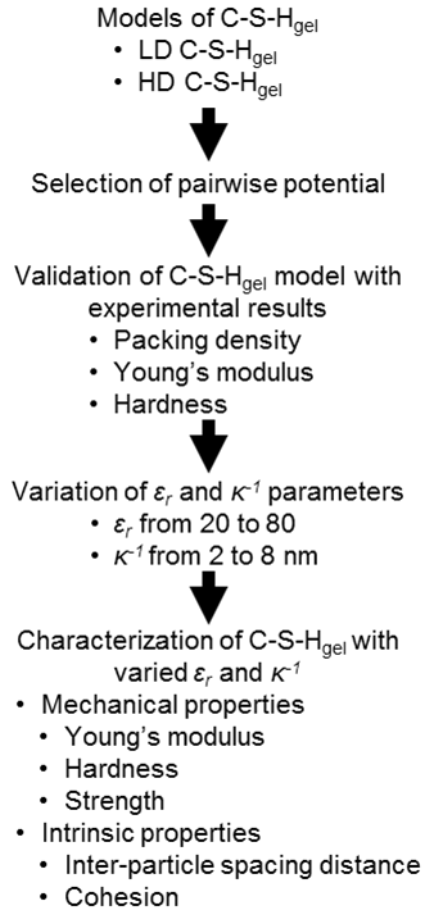 Models of C-S-Hgel
• LD C-S-Hgel
• HD C-S-Hgel
Selection of pairwise potential
Validation of C-S-Hgel model with
experimental results
• Packing density
• Young's modulus
• Hardness
Variation of εr and κ-1 parameters
• εr from 20 to 80
• κ-1 from 2 to 8 nm
Characterization of C-S-Hgel with
varied εr and κ-1
• Mechanical properties
• Young's modulus
• Hardness
• Strength
• Intrinsic properties
• Inter-particle spacing distance
• Cohesion